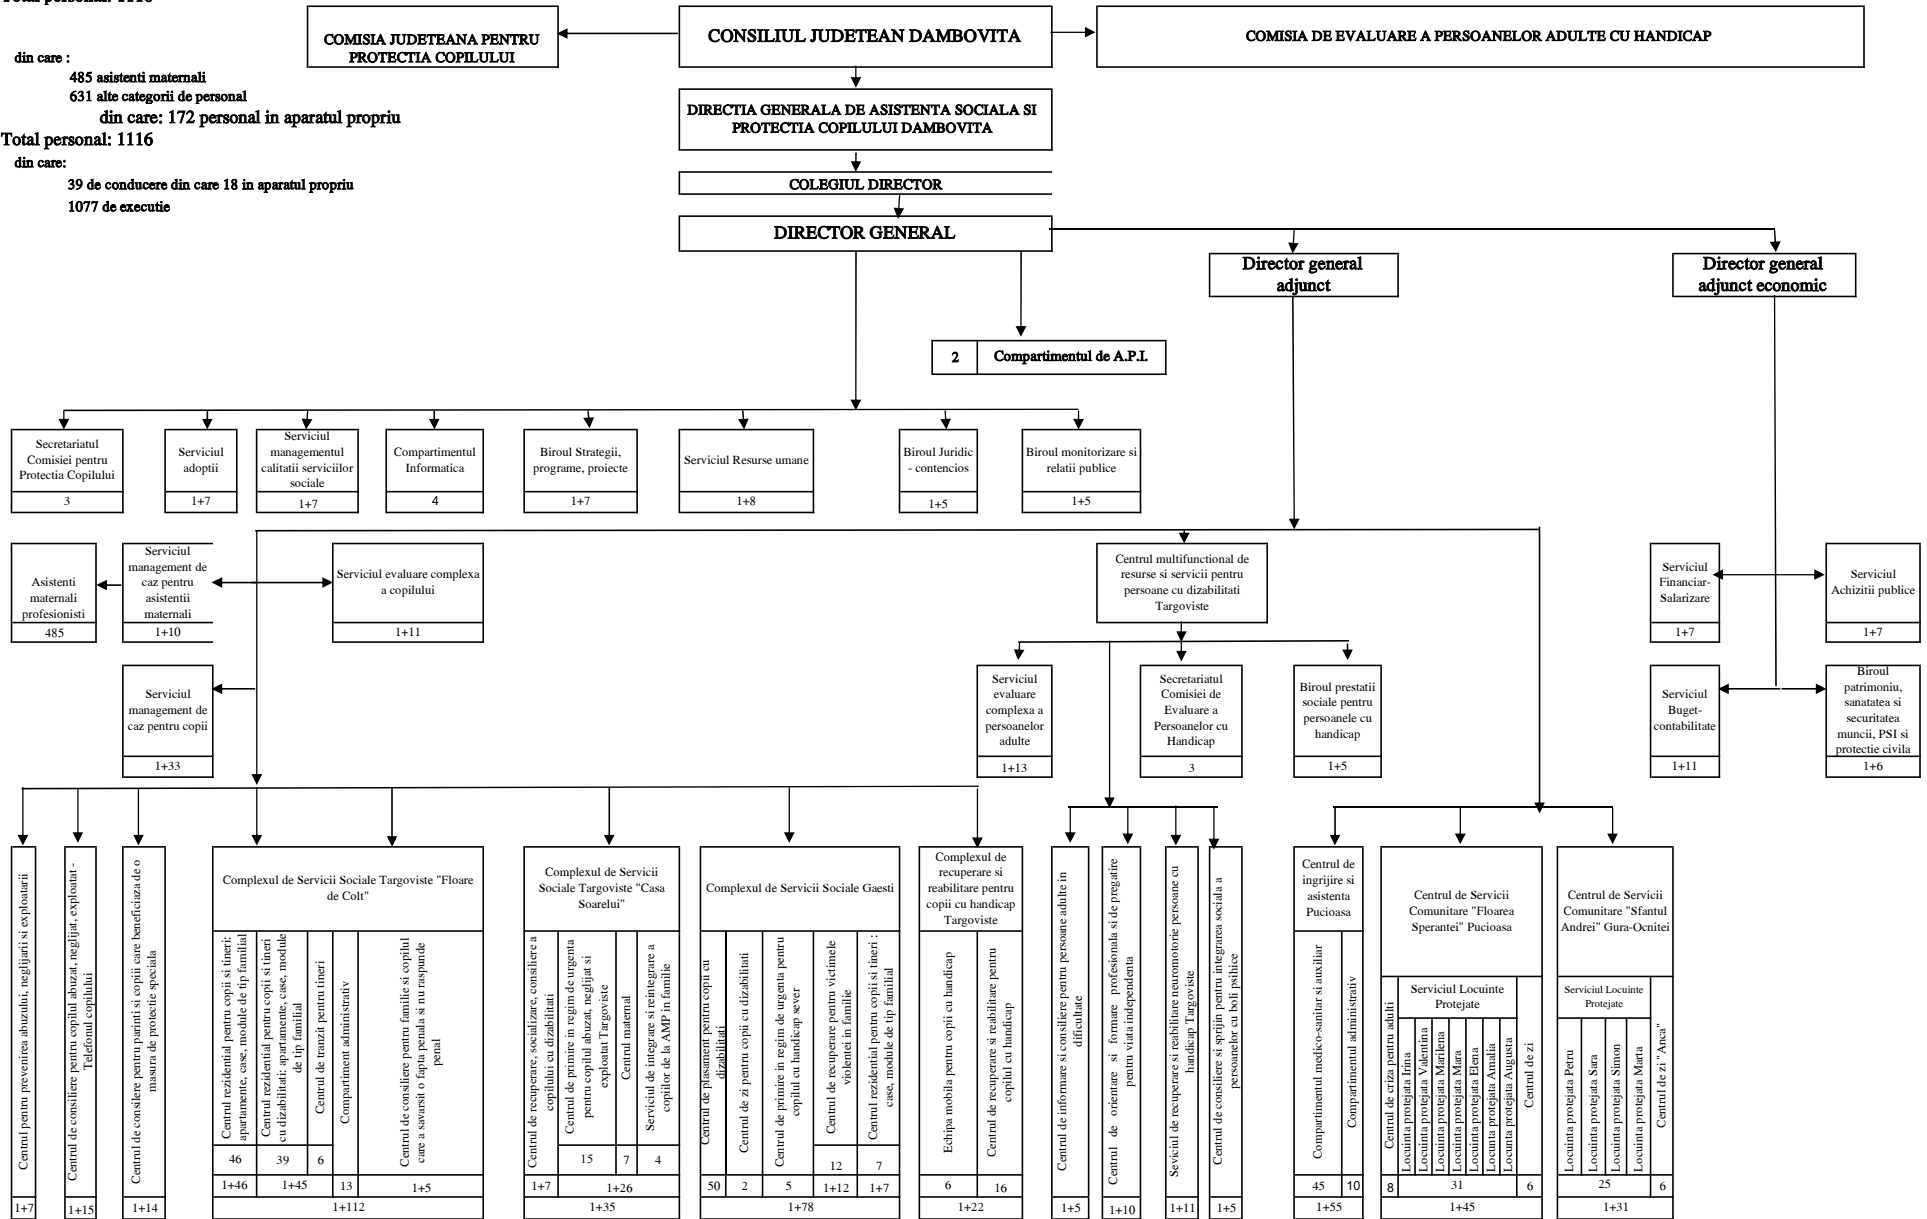 din care :
485 asistenti maternali
631 alte categorii de personal
din care: 172 personal in aparatul propriu
Total personal: 1116
din care:
39 de conducere din care 18 in aparatul propriu
1077 de executie
COMISIA JUDETEANA PENTRU
PROTECTIA COPILULUI
CONSILIUL JUDETEAN DAMBOVITA
COMISIA DE EVALUARE A PERSOANELOR ADULTE CU HANDICAP
DIRECTIA GENERALA DE ASISTENTA SOCIALA SI
PROTECTIA COPILULUI DAMBOVITA
COLEGIUL DIRECTOR
DIRECTOR GENERAL
Director general
adjunct
Director general
adjunct economic
2 Compartimentul de A.P.I.
Secretariatul
Comisiei pentru
Protectia Copilului
3
Serviciul
adoptii
1+7
Serviciul
managementul
calitatii serviciilor
sociale
1+7
Compartimentul
Informatica
4
Biroul Strategii,
programe, proiecte
1+7
Serviciul Resurse umane
1+8
Biroul Juridic
- contencios
1+5
Biroul monitorizare si
relatii publice
1+5
Asistenti
maternali
profesionisti
485
Serviciul
management de
caz pentru
asistentii
maternali
1+10
Serviciul evaluare complexa
a copilului
1+11
Centrul multifunctional de
resurse si servicii pentru
persoane cu dizabilitati
Targoviste
Serviciul
Financiar-
Salarizare
1+7
Serviciul
Achizitii publice
1+7
Serviciul
management de
caz pentru copii
1+33
Serviciul
evaluare
complexa a
persoanelor
adulte
1+13
Secretariatul
Comisiei de
Evaluare a
Persoanelor cu
Handicap
3
Biroul prestatii
sociale pentru
persoanele cu
handicap
1+5
Serviciul
Buget-
contabilitate
1+11
Biroul
patrimoniu,
sanatatea si
securitatea
muncii, PSI si
protectie civila
1+6
Centrul pentru prevenirea abuzului, neglijarii si exploatarii
1+7
Centrul de consiliere pentru copilul abuzat, neglijat, exploatat -
Telefonul copilului
1+15
Centrul de consilere pentru parinti si copiii care beneficiaza de o
masura de protectie speciala
1+14
Complexul de Servicii Sociale Targoviste "Floare
de Colt"
Centrul rezidential pentru copii si tineri:
apartamente, case, module de tip familial
46
1+46
Centrul rezidential pentru copii si tineri
cu dizabilitati: apartamente, case, module
de tip familial
39
Centrul de tranzit pentru tineri
6
1+45
Compartiment administrativ
13
Centrul de consiliere pentru familie si copilul
care a savarsit o fapta penala si nu raspunde
penal
1+5
1+112
Complexul de Servicii
Sociale Targoviste "Casa
Soarelui"
Centrul de recuperare, socializare, consiliere a
copilului cu dizabilitati
1+7
Centrul de primire in regim de urgenta
pentru copilul abuzat, neglijat si
exploatat Targoviste
15
Centrul maternal
7
Serviciul de integrare si reintegrare a
copiilor de la AMP in familie
4
1+26
1+35
Complexul de Servicii Sociale Gaesti
Centrul de plasament pentru copii cu
dizabilitati
50
Centrul de zi pentru copii cu dizabilitati
2
Centrul de primire in regim de urgenta pentru
copilul cu handicap sever
5
Centrul de recuperare pentru victimele
violentei in familie
12
1+12
Centrul rezidential pentru copii si tineri :
case, module de tip familial
7
1+7
1+78
Complexul de
recuperare si
reabilitare pentru
copii cu handicap
Targoviste
Echipa mobila pentru copii cu handicap
6
Centrul de recuperare si reabilitare pentru
copilul cu handicap
16
1+22
Centrul de informare si consiliere pentru persoane adulte in
dificultate
1+5
Centrul de orientare si formare profesionala si de pregatire
pentru viata independenta
1+10
Seviciul de recuperare si reabilitare neuromotorie persoane cu
handicap Targoviste
1+11
Centrul de consiliere si sprijin pentru integrarea sociala a
persoanelor cu boli psihice
1+5
Centrul de
ingrijire si
asistenta
Pucioasa
Compartimentul medico-sanitar si auxiliar
45
Compartimentul administrativ
10
1+55
Centrul de Servicii
Comunitare "Floarea
Sperantei" Pucioasa
Centrul de criza pentru adulti
8
Serviciul Locuinte
Protejate
Locuinta protejata Irina
Locuinta protejata Valentina
Locuinta protejata Marilena
Locuinta protejata Mara
Locuinta protejata Elena
Locunta protejata Amalia
Locuinta protejata Augusta
31
Centrul de zi
6
1+45
Centrul de Servicii
Comunitare "Sfantul
Andrei" Gura-Ocnitei
Serviciul Locuinte
Protejate
Locuinta protejata Petru
Locuinta protejata Sara
Locuinta protejata Simon
Locuinta protejata Marta
25
Centrul de zi "Anca"
6
1+31